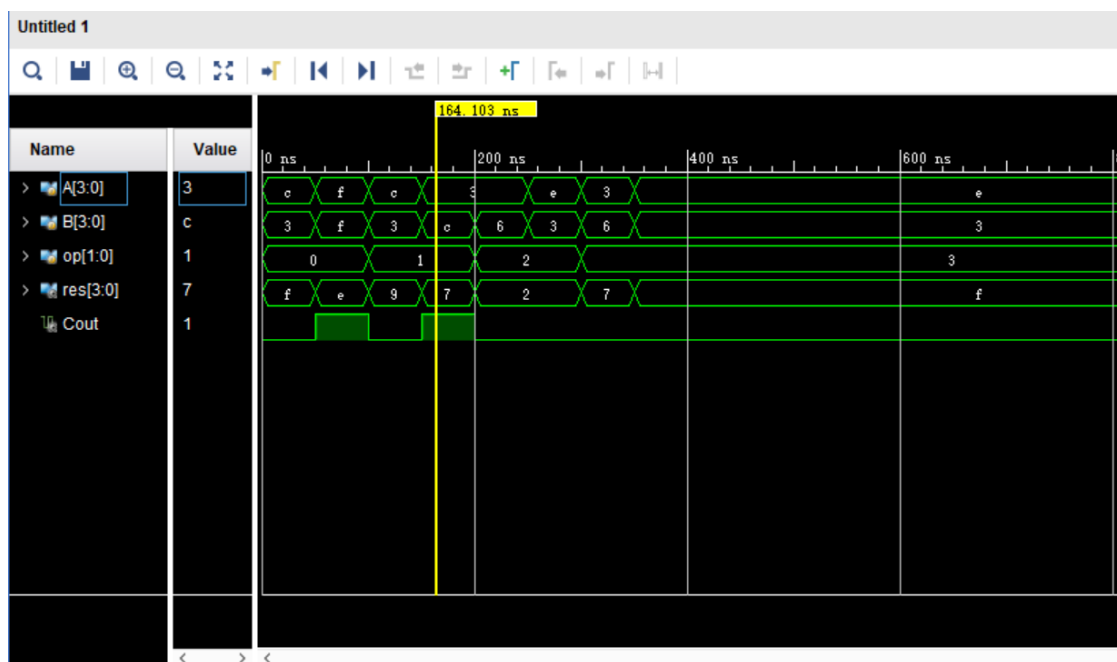 Untitled 1
164.103 ns
Name Value
0 ns 200 ns 400 ns 600 ns
A[3:0] 3 c f c 3 e 3 e
B[3:0] c 3 f 3 c 6 3 6 3
op[1:0] 1 0 1 2 3
res[3:0] 7 f e 9 7 2 7 f
Cout 1